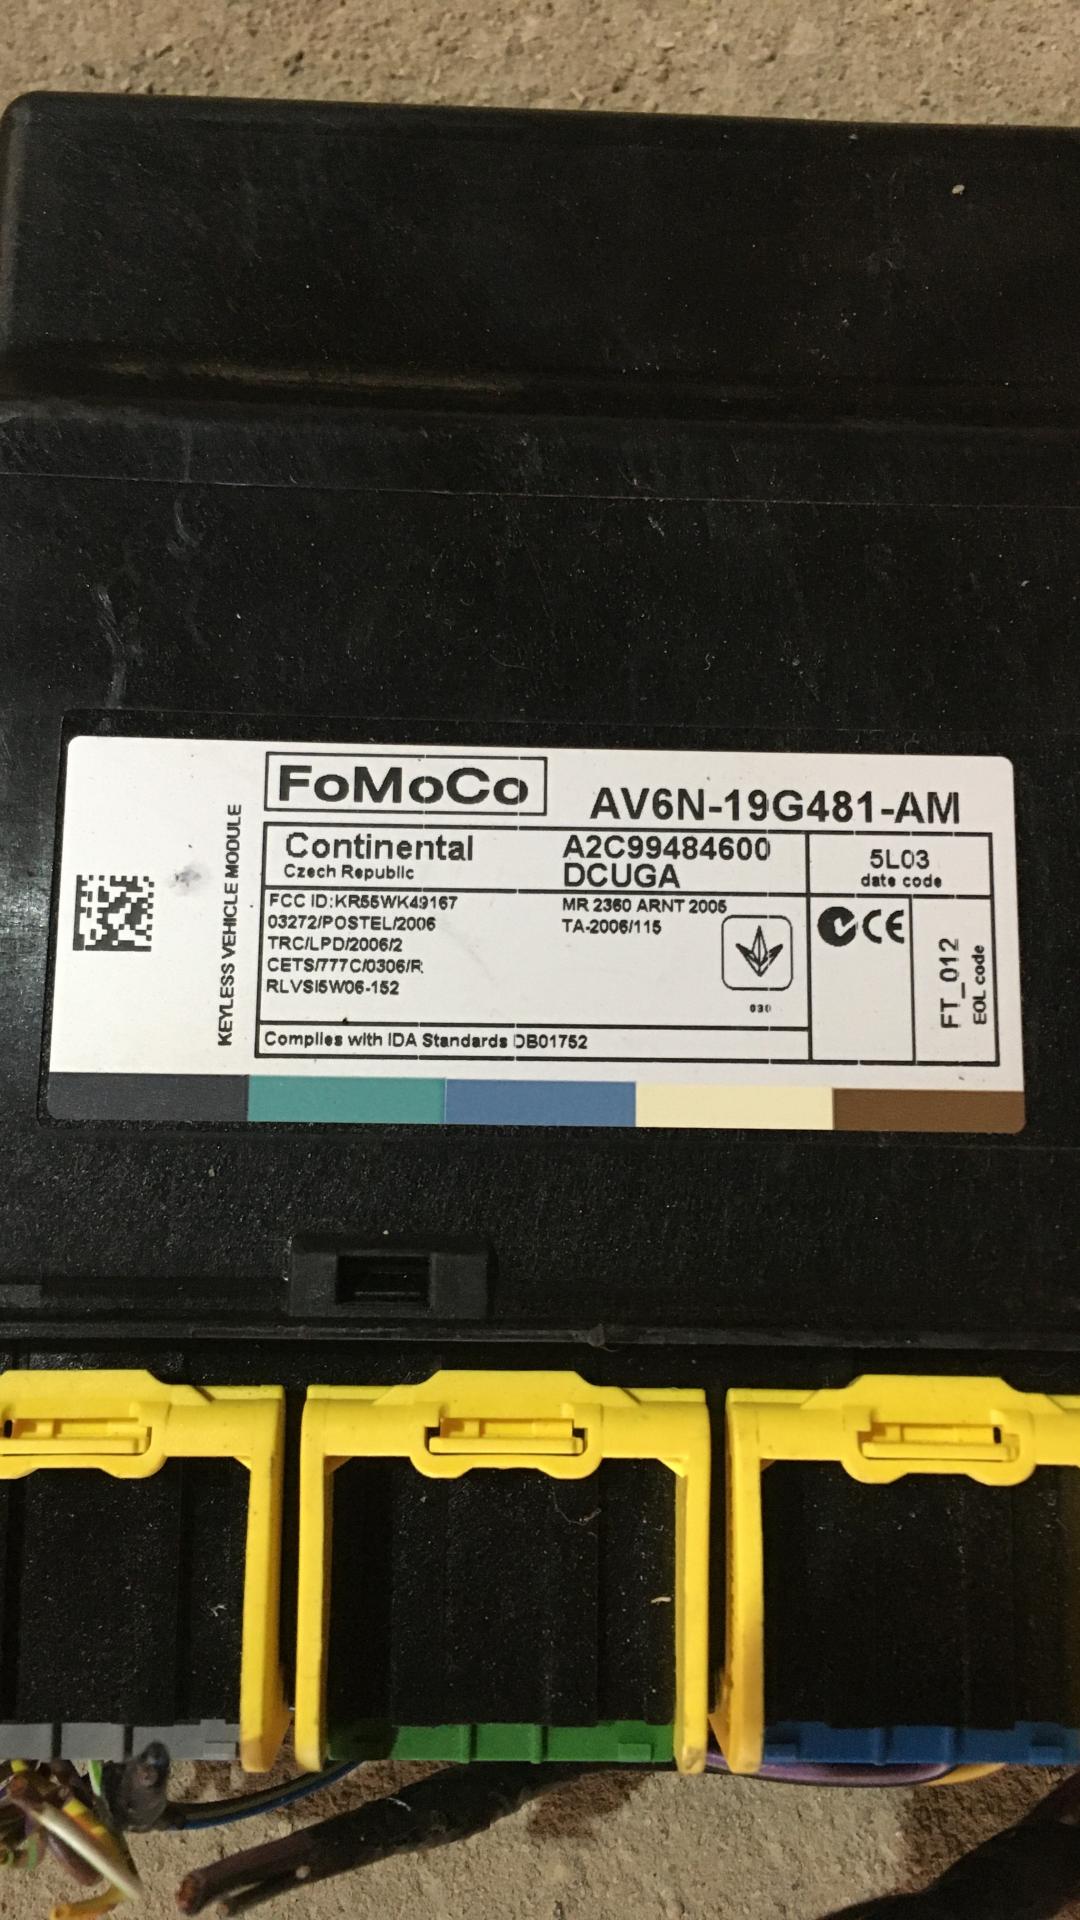 FoMoCo
AV6N-19G481-AM
KEYLESS VEHICLE MODULE
Continental
Czech Republic
A2C99484600
DCUGA
5L03
date code
FCC ID:KR55WK49167
03272/POSTEL/2006
TRC/LPD/2006/2
CETS/777C/0306/R
RLVSI5W06-152
MR 2360 ARNT 2005
TA-2006/115
030
CE
FT_012
EOL code
Complies with IDA Standards DB01752